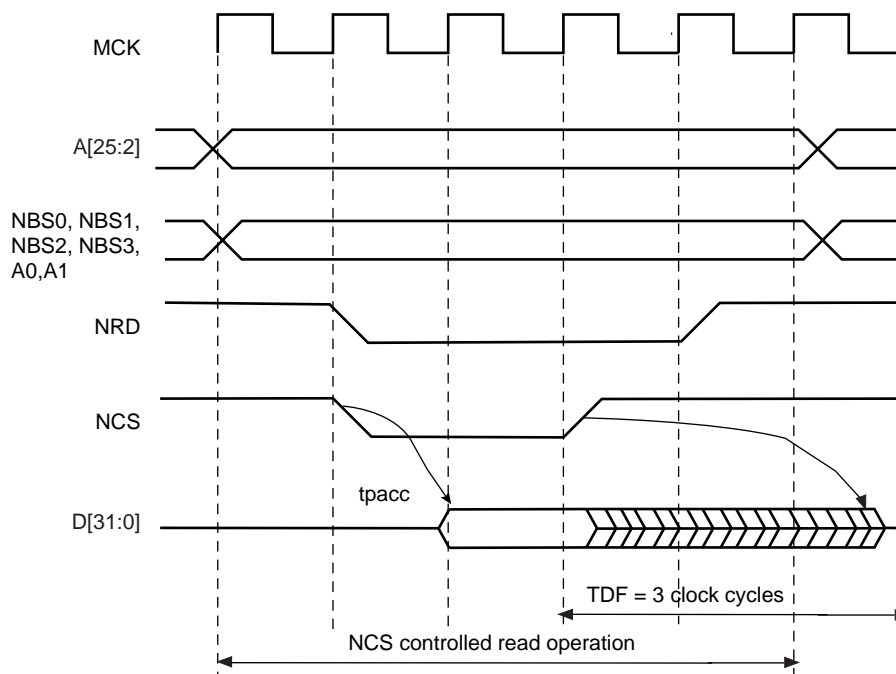 MCK
A[25:2]
NBS0, NBS1,
NBS2, NBS3,
A0,A1
NRD
NCS
tpacc
D[31:0]
TDF = 3 clock cycles
NCS controlled read operation